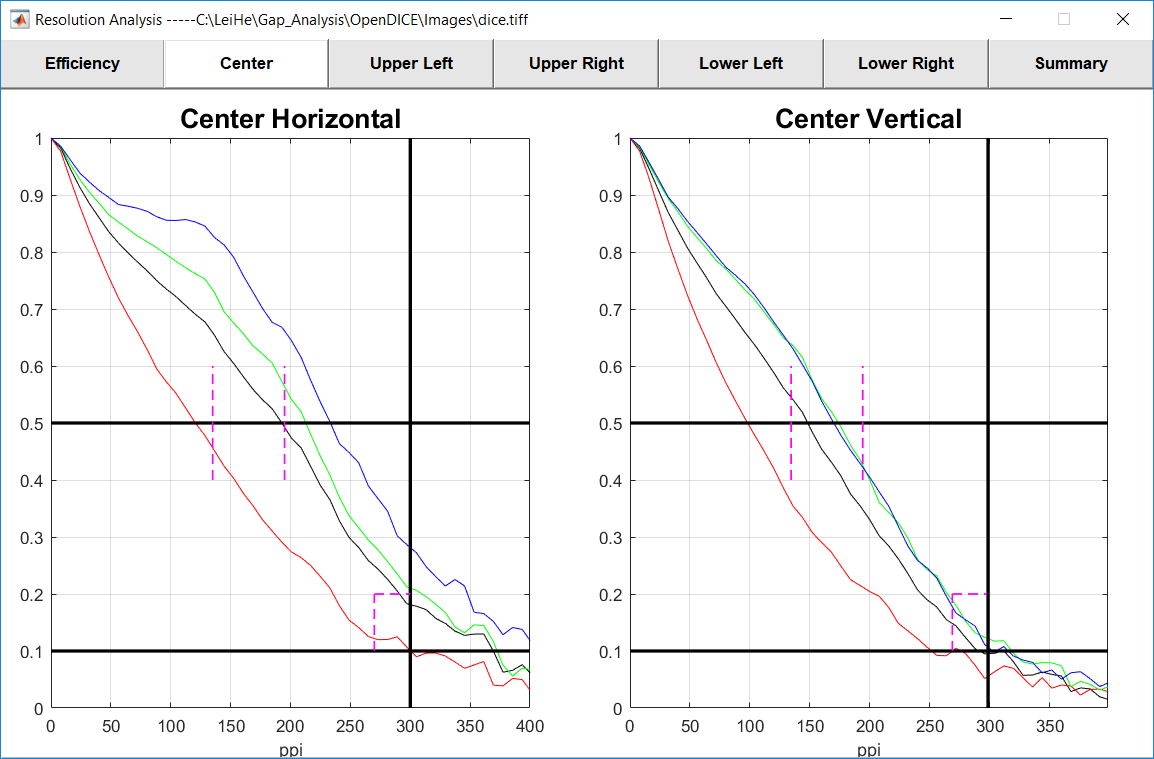 Resolution Analysis -----C:\LeiHe\Gap_Analysis\OpenDICE\Images\dice.tiff
Efficiency Center Upper Left Upper Right Lower Left Lower Right Summary
Center Horizontal
1
0.9
0.8
0.7
0.6
0.5
0.4
0.3
0.2
0.1
0
0 50 100 150 200 250 300 350 400
ppi
Center Vertical
1
0.9
0.8
0.7
0.6
0.5
0.4
0.3
0.2
0.1
0
0 50 100 150 200 250 300 350
ppi